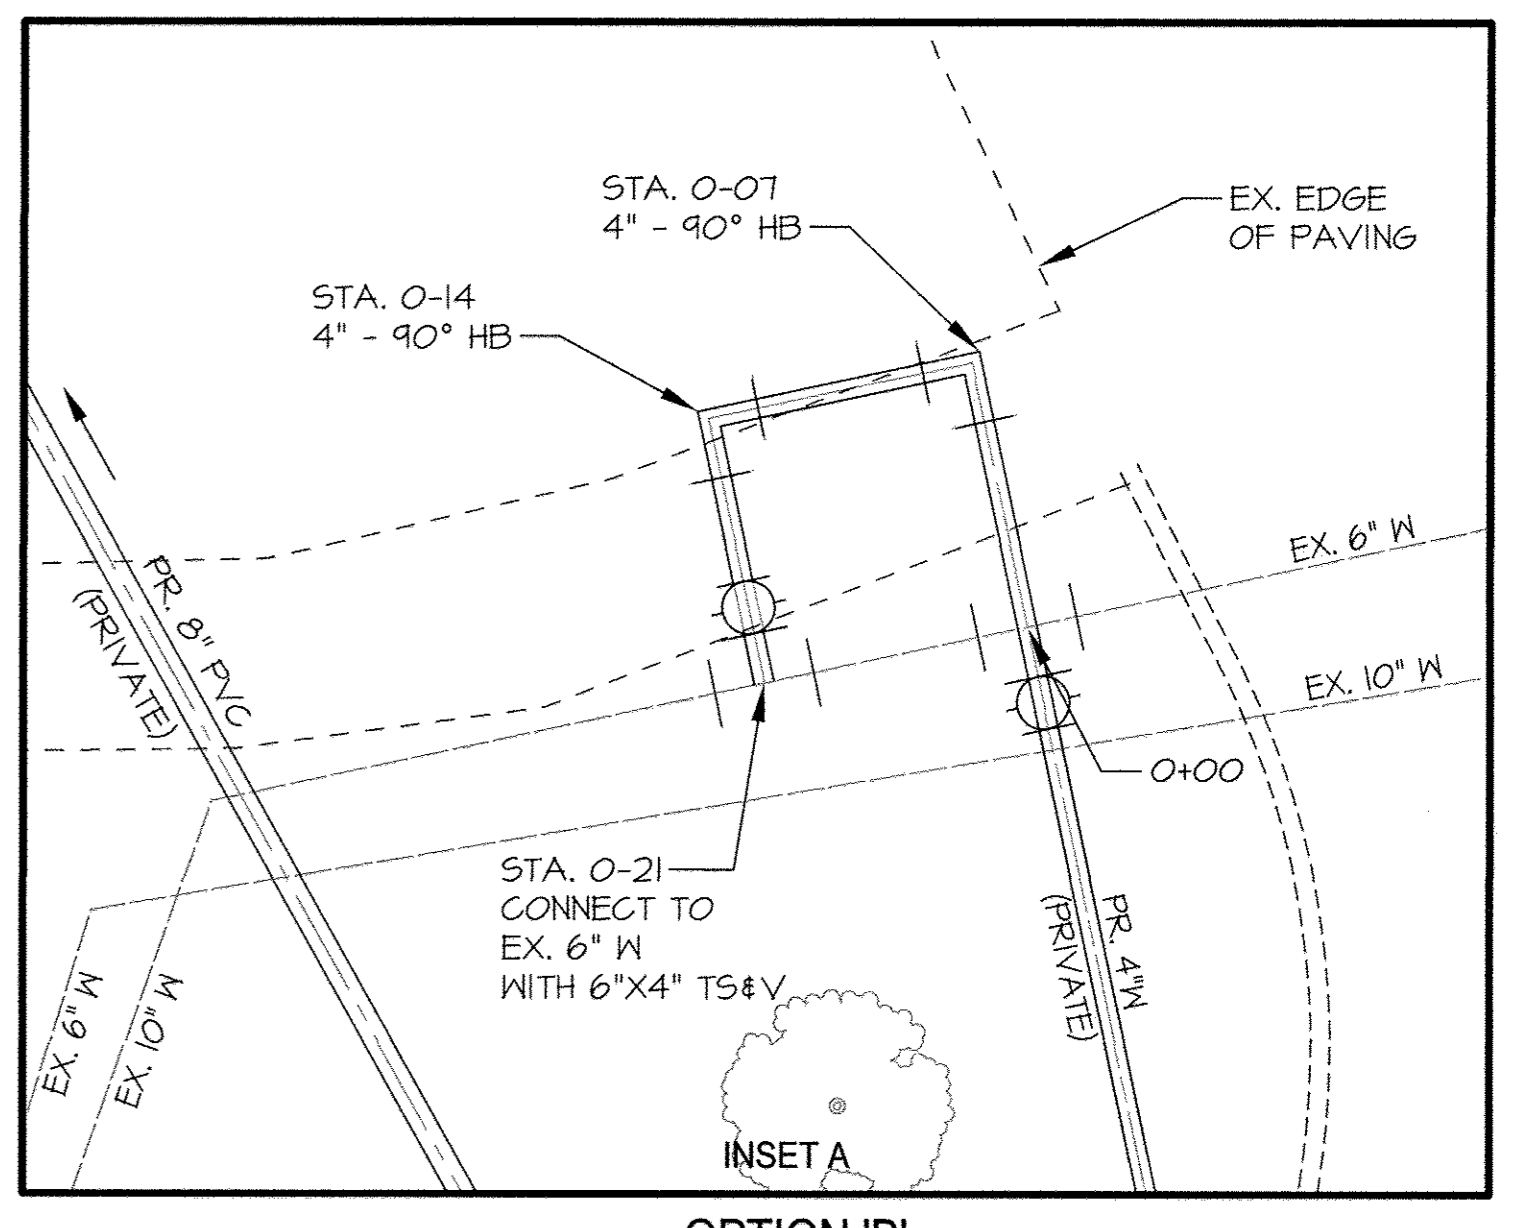 STA. 0-07
4" - 90° HB
EX. EDGE
OF PAVING
STA. 0-14
4" - 90° HB
EX. 6" W
PR. 8" PVC
(PRIVATE)
EX. 10" W
0+00
STA. 0-21
CONNECT TO
EX. 6" W
WITH 6"X4" TS&V
PR. 4"W
(PRIVATE)
EX. 6" W
EX. 10" W
INSET A